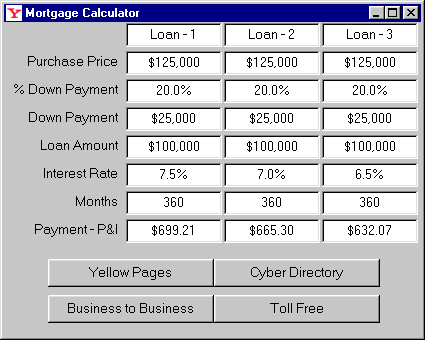 Y Mortgage Calculator
Loan - 1 Loan - 2 Loan - 3
Purchase Price $125,000 $125,000 $125,000
% Down Payment 20.0% 20.0% 20.0%
Down Payment $25,000 $25,000 $25,000
Loan Amount $100,000 $100,000 $100,000
Interest Rate 7.5% 7.0% 6.5%
Months 360 360 360
Payment - P&I $699.21 $665.30 $632.07
Yellow Pages Cyber Directory
Business to Business Toll Free